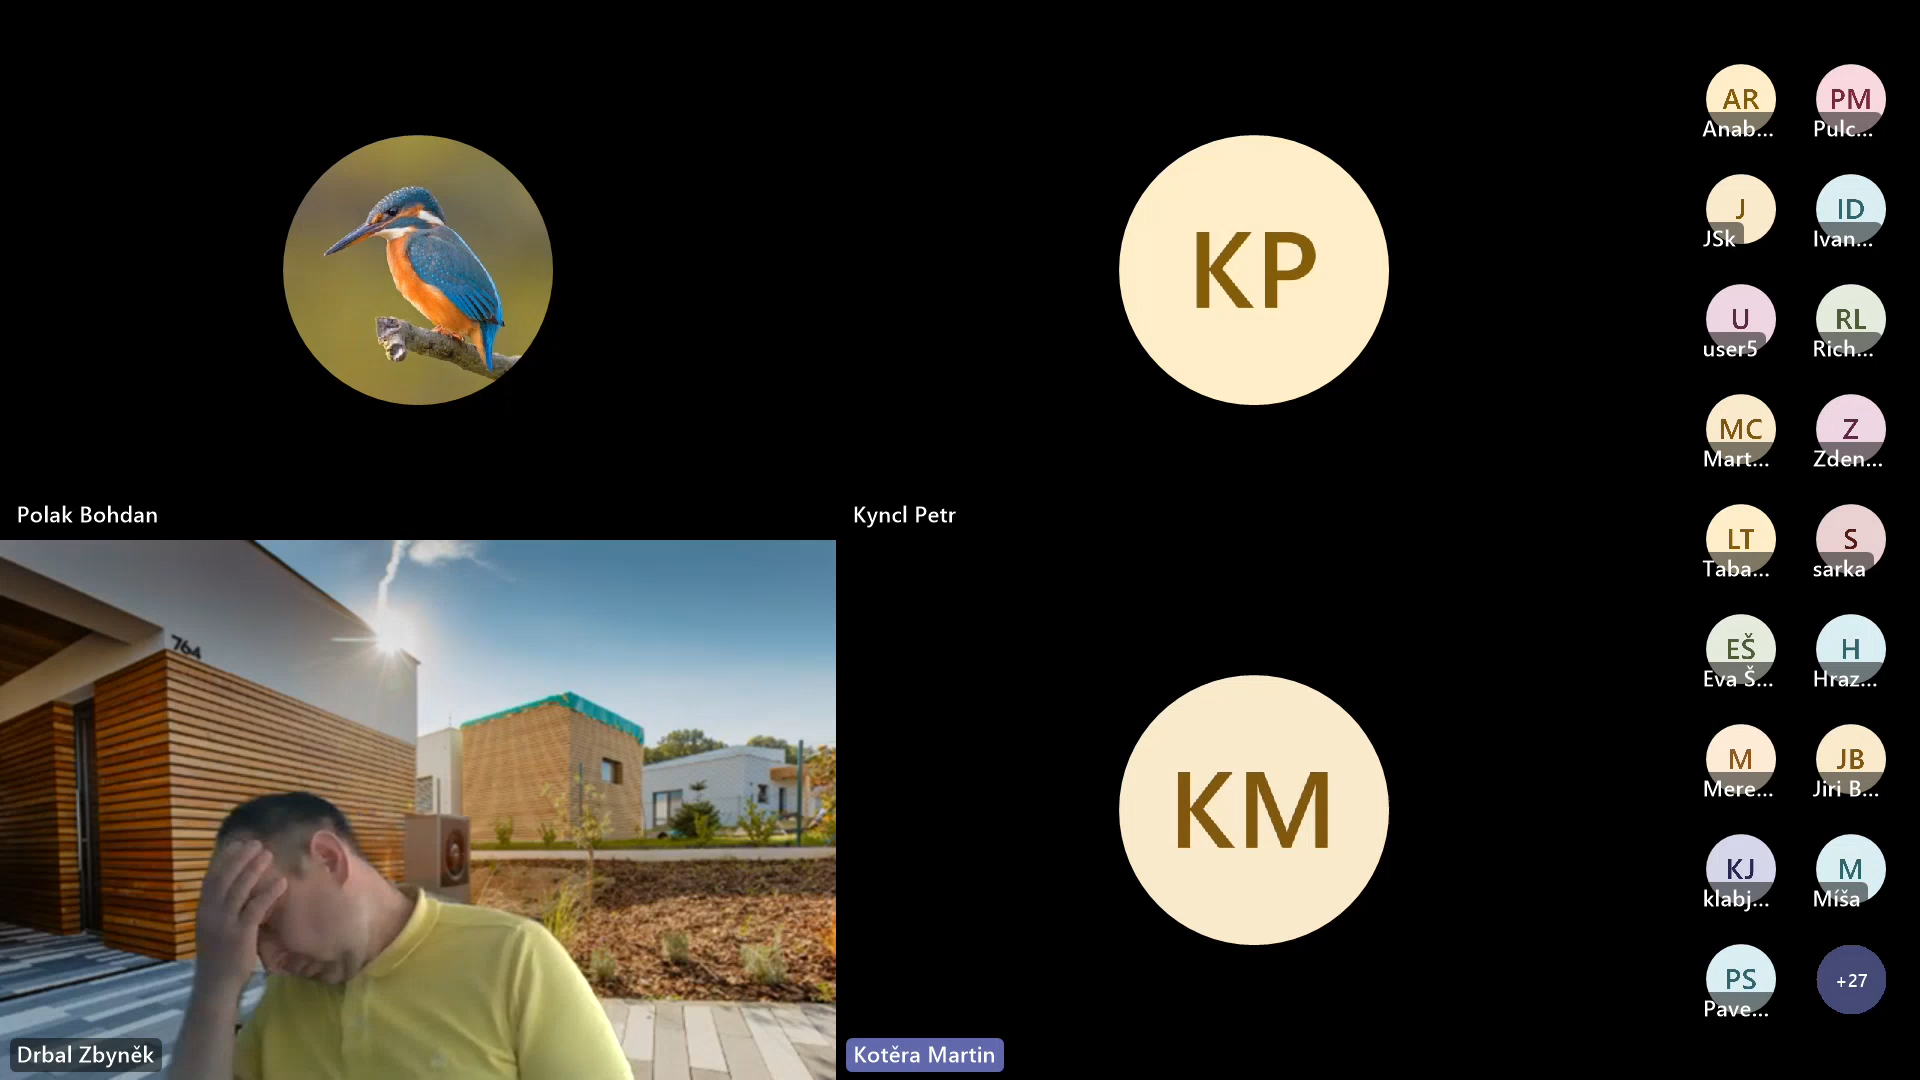 KP
Polak Bohdan
Kyncl Petr
764
Drbal Zbyněk
KM
Kotěra Martin
AR
Anab...
PM
Pulc...
J
JSk
ID
Ivan...
U
user5
RL
Rich...
MC
Mart...
Z
Zden...
LT
Taba...
S
sarka
EŠ
Eva Š...
H
Hraz...
M
Mere...
JB
Jiri B...
KJ
klabj...
M
Míša
PS
Pave...
+27